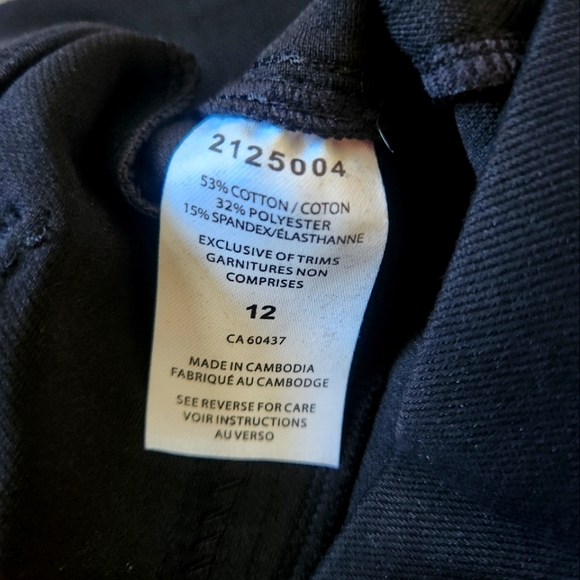 2125004
53% COTTON / COTON
32% POLYESTER
15% SPANDEX/ÉLASTHANNE
EXCLUSIVE OF TRIMS
GARNITURES NON
COMPRISES
12
CA 60437
MADE IN CAMBODIA
FABRIQUÉ AU CAMBODGE
SEE REVERSE FOR CARE
VOIR INSTRUCTIONS
AU VERSO